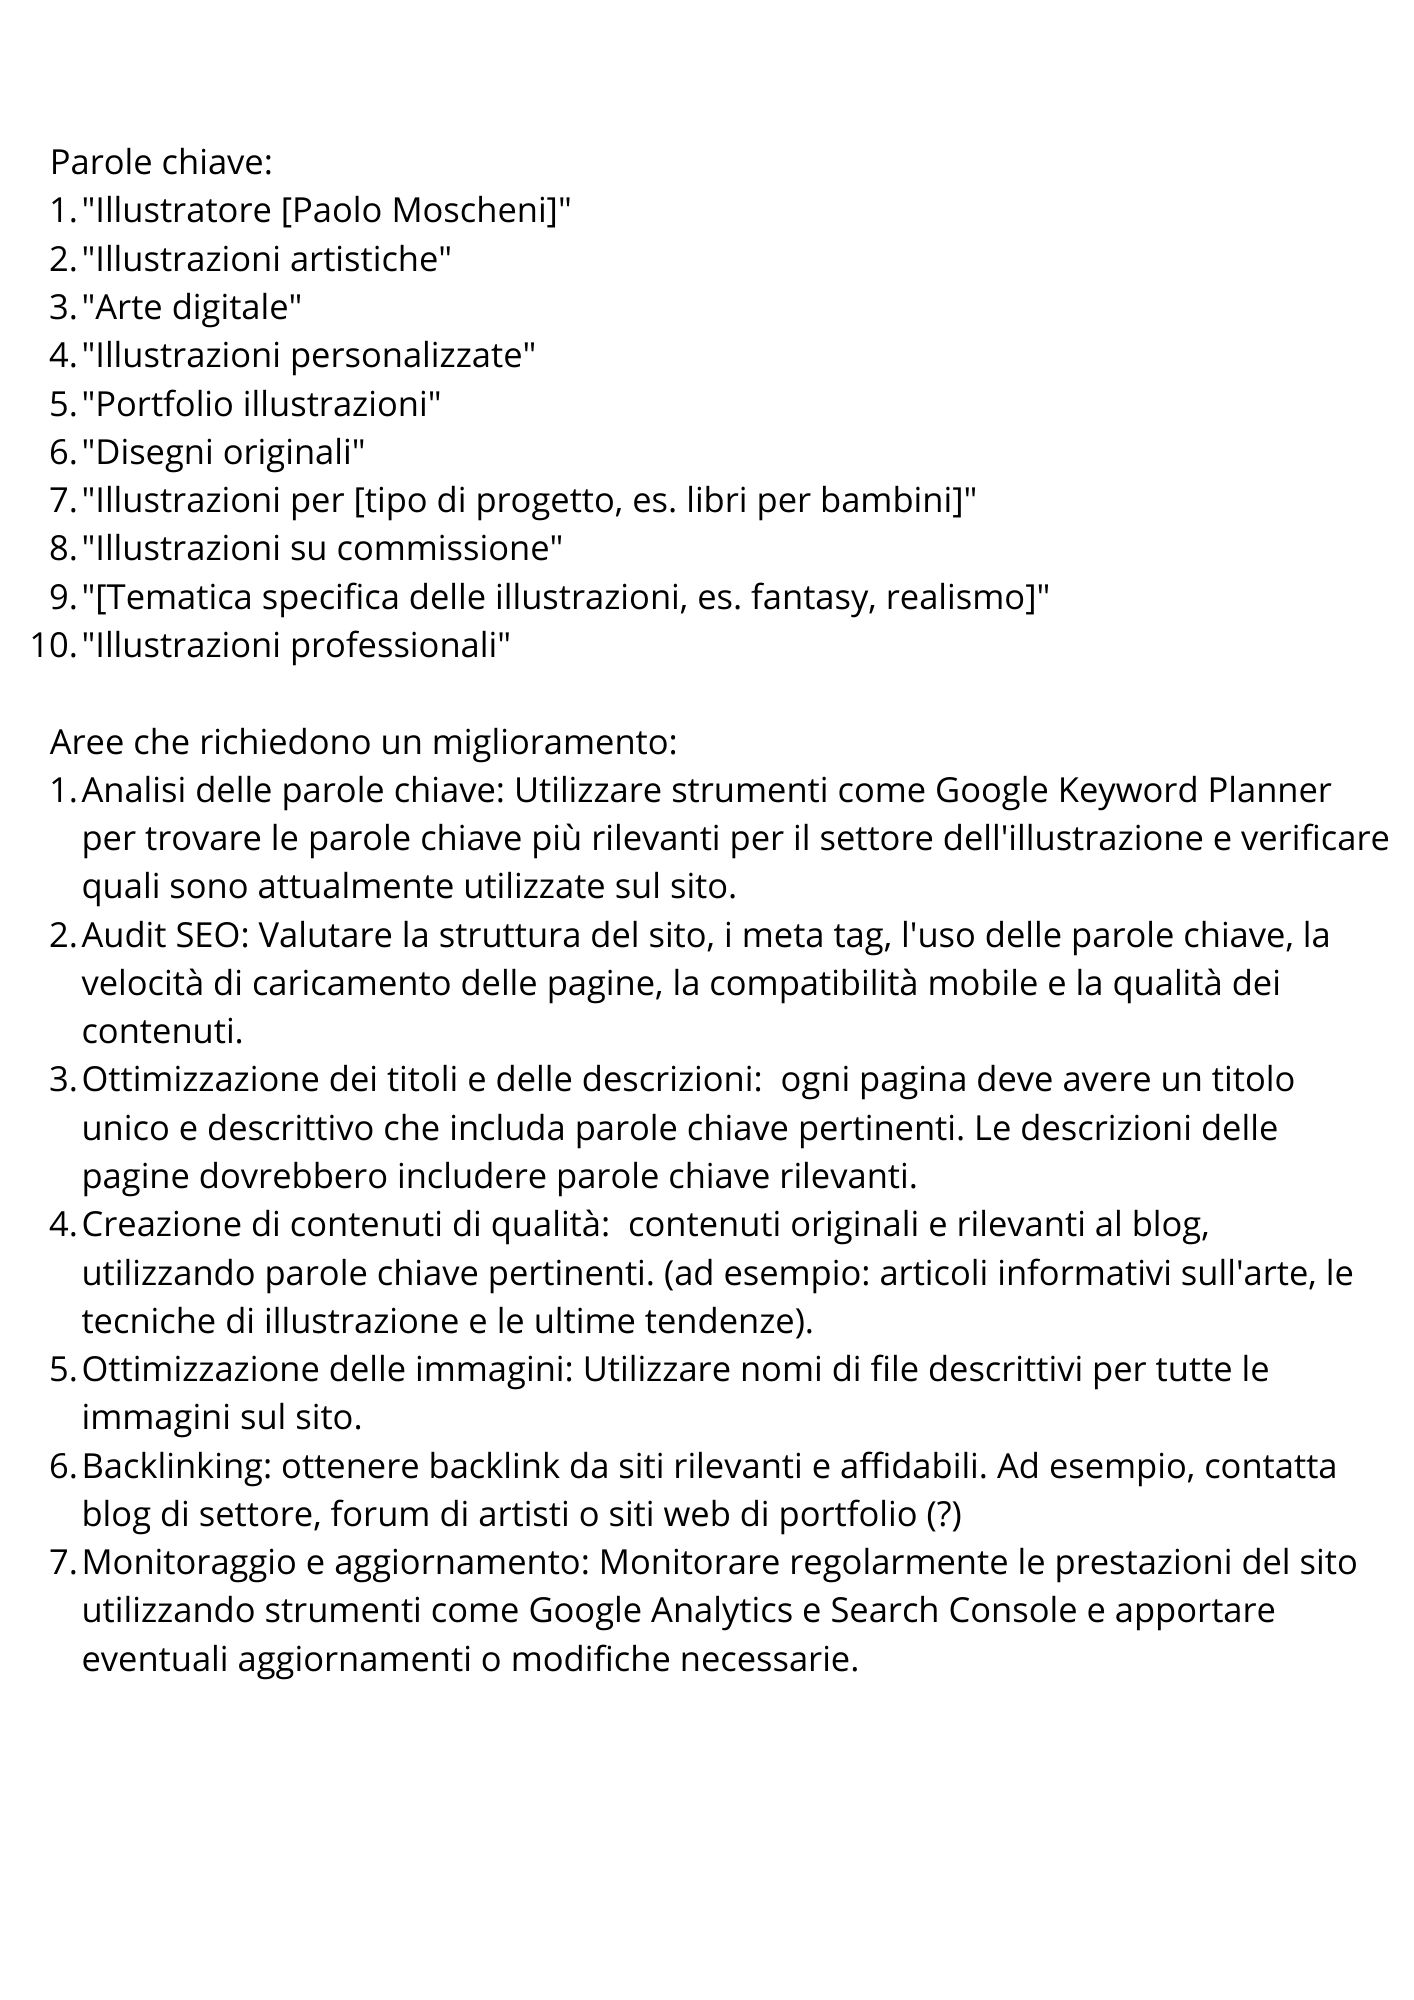 Parole chiave:
1. "Illustratore [Paolo Moscheni]"
2. "Illustrazioni artistiche"
3. "Arte digitale"
4. "Illustrazioni personalizzate"
5. "Portfolio illustrazioni"
6. "Disegni originali"
7. "Illustrazioni per [tipo di progetto, es. libri per bambini]"
8. "Illustrazioni su commissione"
9. "[Tematica specifica delle illustrazioni, es. fantasy, realismo]"
10. "Illustrazioni professionali"
Aree che richiedono un miglioramento:
1. Analisi delle parole chiave: Utilizzare strumenti come Google Keyword Planner
per trovare le parole chiave più rilevanti per il settore dell'illustrazione e verificare
quali sono attualmente utilizzate sul sito.
2. Audit SEO: Valutare la struttura del sito, i meta tag, l'uso delle parole chiave, la
velocità di caricamento delle pagine, la compatibilità mobile e la qualità dei
contenuti.
3. Ottimizzazione dei titoli e delle descrizioni:  ogni pagina deve avere un titolo
unico e descrittivo che includa parole chiave pertinenti. Le descrizioni delle
pagine dovrebbero includere parole chiave rilevanti.
4. Creazione di contenuti di qualità:  contenuti originali e rilevanti al blog,
utilizzando parole chiave pertinenti. (ad esempio: articoli informativi sull'arte, le
tecniche di illustrazione e le ultime tendenze).
5. Ottimizzazione delle immagini: Utilizzare nomi di file descrittivi per tutte le
immagini sul sito.
6. Backlinking: ottenere backlink da siti rilevanti e affidabili. Ad esempio, contatta
blog di settore, forum di artisti o siti web di portfolio (?)
7. Monitoraggio e aggiornamento: Monitorare regolarmente le prestazioni del sito
utilizzando strumenti come Google Analytics e Search Console e apportare
eventuali aggiornamenti o modifiche necessarie.